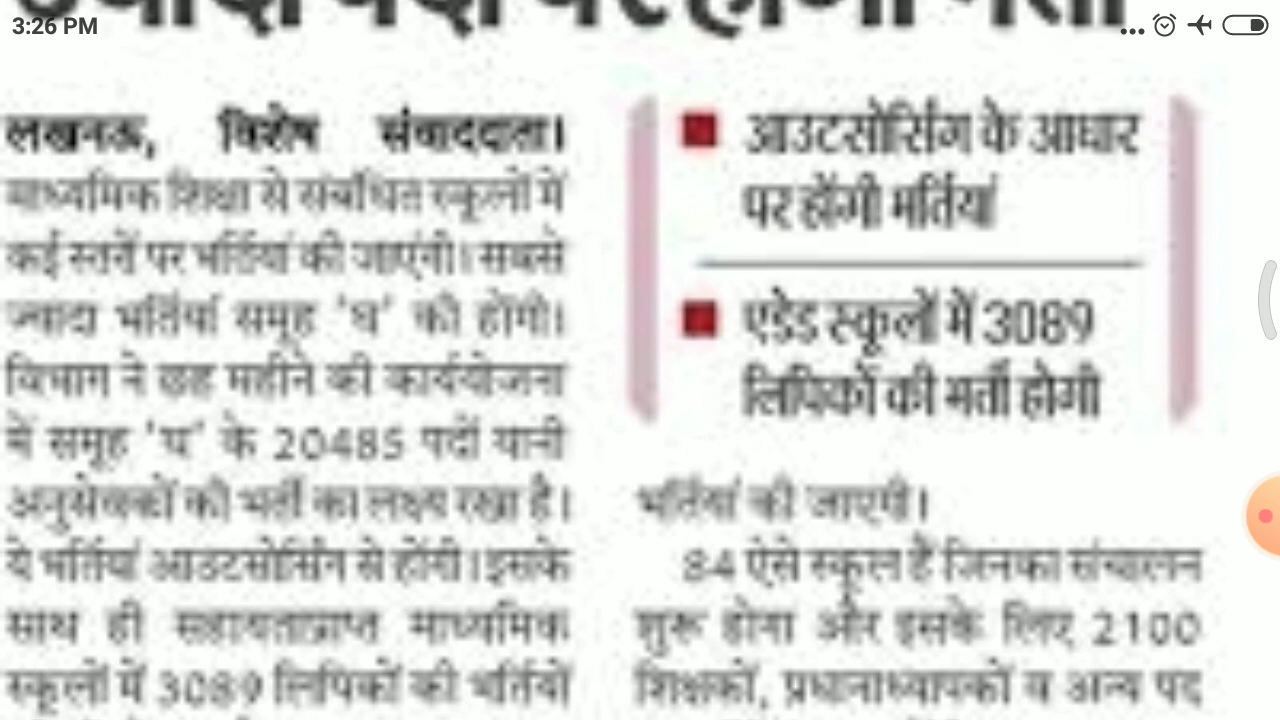 3:26 PM
लखनऊ, विशेष संवाददाता।
माध्यमिक शिक्षा से संबंधित स्कूलों में
कई स्तरों पर भर्तियां की जाएंगी। सबसे
ज्यादा भर्तियां समूह 'घ' की होंगी।
विभाग ने छह महीने की कार्ययोजना
में समूह 'घ' के 20485 पदों यानी
अनुसेवकों की भर्ती का लक्ष्य रखा है।
ये भर्तियां आउटसोर्सिंग से होंगी। इसके
साथ ही सहायताप्राप्त माध्यमिक
स्कूलों में 3089 लिपिकों की भर्तियों
आउटसोर्सिंग के आधार
पर होंगी भर्तियां
एडेड स्कूलों में 3089
लिपिकों की भर्ती होगी
भर्तियां की जाएगी।
84 ऐसे स्कूल हैं जिनका संचालन
शुरू होगा और इसके लिए 2100
शिक्षकों, प्रधानाध्यापकों व अन्य पद